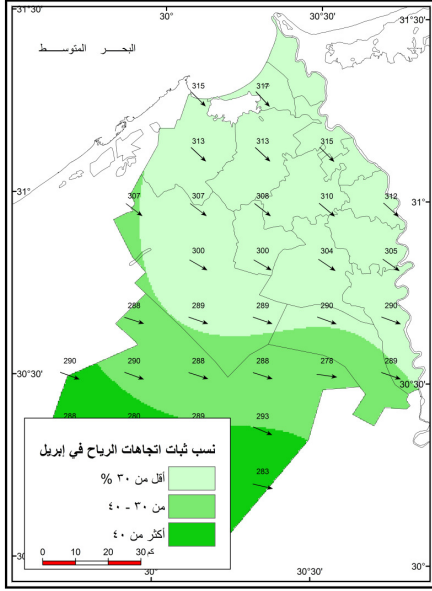 31°30'
30°
30°30'
31°30'
البحـــر المتوســـط
315 317
313 313 315
31°
307 307 308 310 312
31°
300 300 304 305
288 289 289 290 290
30°30'
290 290 288 288 278 289
30°30'
288 280 289 293
283
نسب ثبات اتجاهات الرياح في إبريل
أقل من ٣٠ %
من ٣٠ - ٤٠
أكثر من ٤٠
0 10 20 30 كم
30°
30°
30°30'